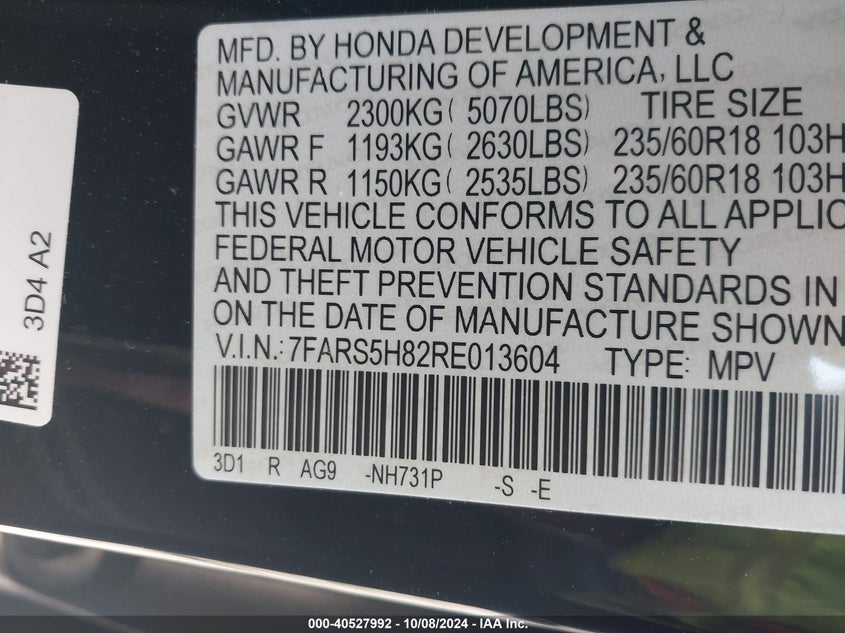 MFD. BY HONDA DEVELOPMENT &
MANUFACTURING OF AMERICA, LLC
GVWR 2300KG( 5070LBS) TIRE SIZE
GAWR F 1193KG( 2630LBS) 235/60R18 103H
GAWR R 1150KG( 2535LBS) 235/60R18 103H
THIS VEHICLE CONFORMS TO ALL APPLIC
FEDERAL MOTOR VEHICLE SAFETY
AND THEFT PREVENTION STANDARDS IN
ON THE DATE OF MANUFACTURE SHOWN
V.I.N.: 7FARS5H82RE013604 TYPE: MPV
3D1 R AG9 -NH731P -S -E
3D4 A2
000-40527992 - 10/08/2024 - IAA Inc.